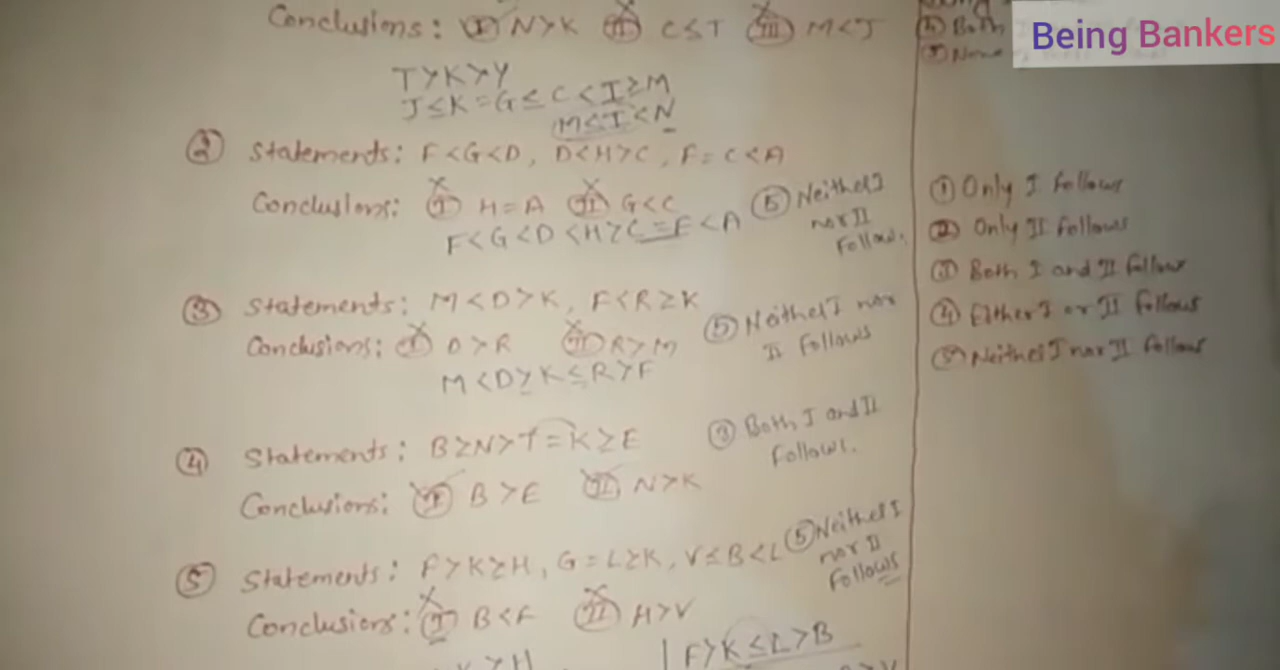 Conclusions: I N>K II C≤T III M<J
Both
None
Being Bankers
T>K>Y
J≤K=G≤C<I≥M
M≤I<N
2 Statements: F<G<D, D<H>C, F=C<A
Conclusions: I H=A II G<C
5 Neither I nor II follow.
F<G<D<H>C=F<A
1 Only I follows
2 Only II follows
3 Both I and II follow
4 Either I or II follows
5 Neither I nor II follow
3 Statements: M<D>K, F<R≥K
Conclusions: I D>R II R>M
5 Neither I nor II follows
M<D>K≤R>F
4 Statements: B≥N>T=K≥E
Conclusions: I B>E II N>K
3 Both I and II follows.
5 Statements: F>K≥H, G=L≥K, V≤B<L
Conclusions: I B<F II H>V
5 Neither I nor II follows
F>K≤L>B
>H